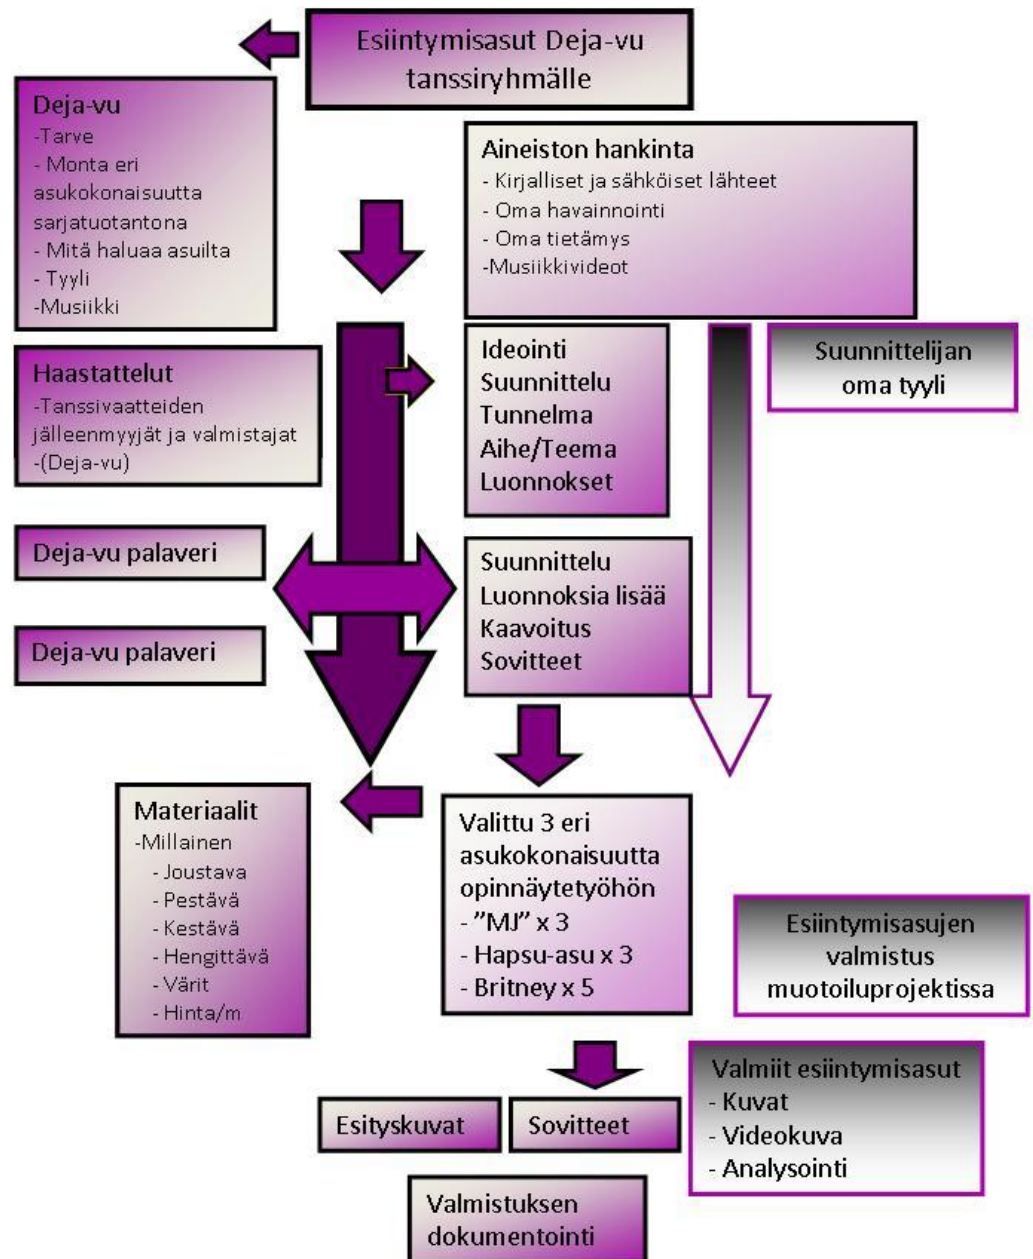 Esiintymisasut Deja-vu
tanssiryhmälle
Deja-vu
-Tarve
- Monta eri
asukokonaisuutta
sarjatuotantona
- Mitä haluaa asuilta
- Tyyli
-Musiikki
Aineiston hankinta
- Kirjalliset ja sähköiset lähteet
- Oma havainnointi
- Oma tietämys
-Musiikkivideot
Haastattelut
-Tanssivaatteiden
jälleenmyyjät ja valmistajat
-(Deja-vu)
Ideointi
Suunnittelu
Tunnelma
Aihe/Teema
Luonnokset
Suunnittelijan
oma tyyli
Deja-vu palaveri
Deja-vu palaveri
Suunnittelu
Luonnoksia lisää
Kaavoitus
Sovitteet
Materiaalit
-Millainen
- Joustava
- Pestävä
- Kestävä
- Hengittävä
- Värit
- Hinta/m
Valittu 3 eri
asukokonaisuutta
opinnäytetyöhön
- ”MJ” x 3
- Hapsu-asu x 3
- Britney x 5
Esiintymisasujen
valmistus
muotoiluprojektissa
Valmiit esiintymisasut
- Kuvat
- Videokuva
- Analysointi
Esityskuvat
Sovitteet
Valmistuksen
dokumentointi